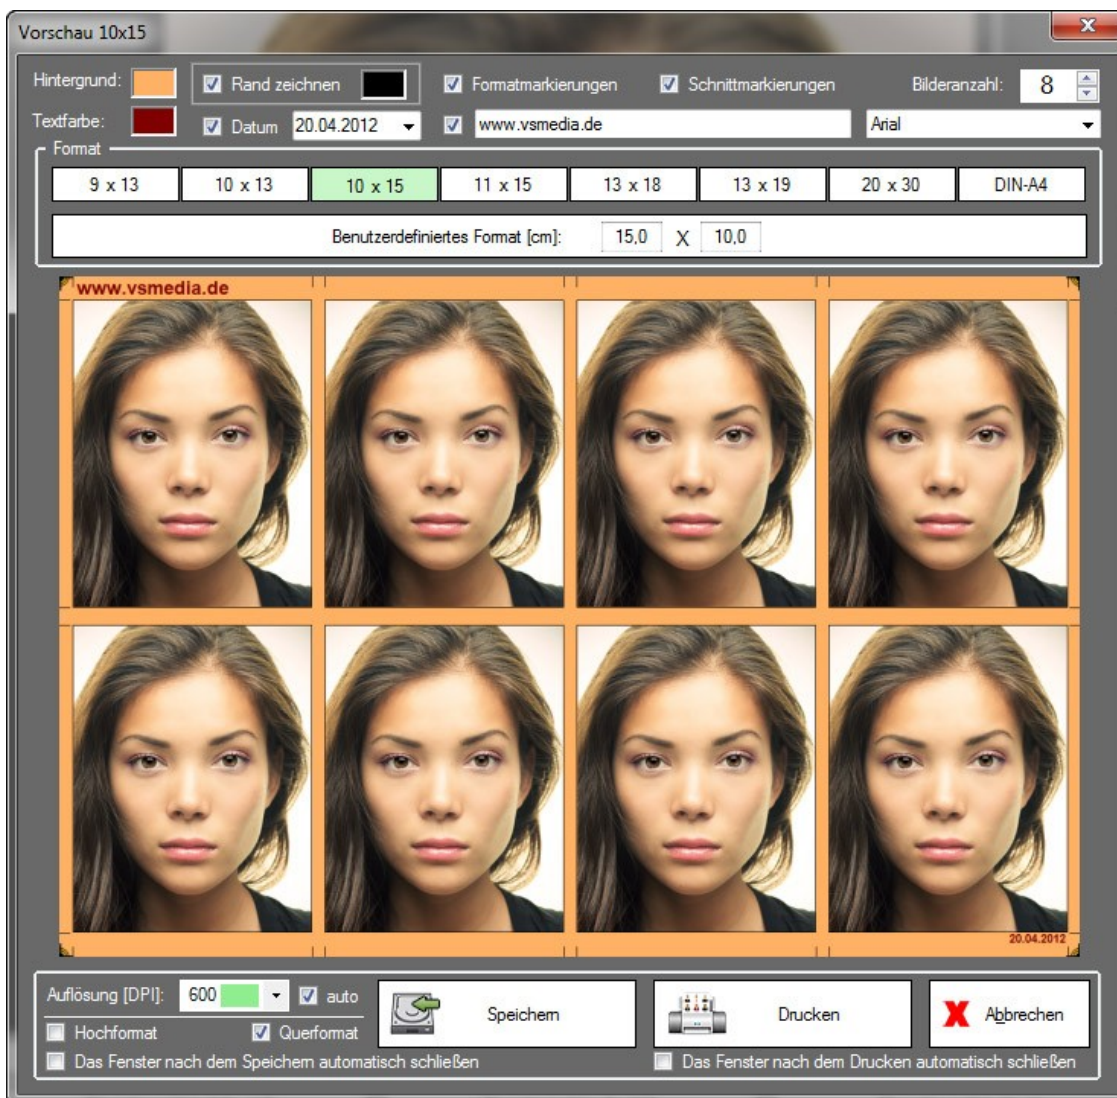 Vorschau 10x15
Hintergrund: Rand zeichnen Formatmarkierungen Schnittmarkierungen Bilderanzahl: 8
Textfarbe: Datum 20.04.2012 www.vsmedia.de Arial
Format
9 x 13 10 x 13 10 x 15 11 x 15 13 x 18 13 x 19 20 x 30 DIN-A4
Benutzerdefiniertes Format [cm]: 15,0 X 10,0
www.vsmedia.de
20.04.2012
Auflösung [DPI]: 600 auto Speichern Drucken Abbrechen
Hochformat Querformat
Das Fenster nach dem Speichern automatisch schließen Das Fenster nach dem Drucken automatisch schließen